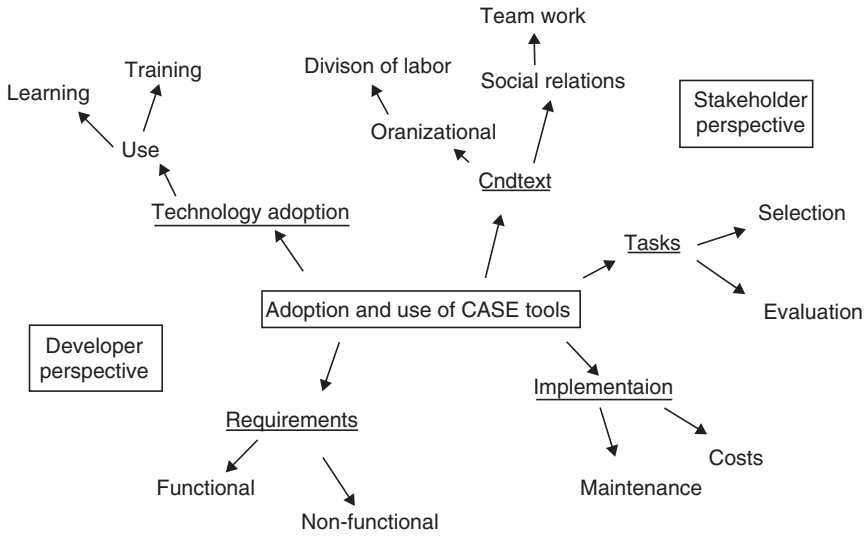 Team work
Training
Divison of labor
Learning
Social relations
Stakeholder
perspective
Oranizational
Use
Cndtext
Technology adoption
Selection
Tasks
Adoption and use of CASE tools
Evaluation
Developer
perspective
Implementaion
Requirements
Costs
Functional
Maintenance
Non-functional